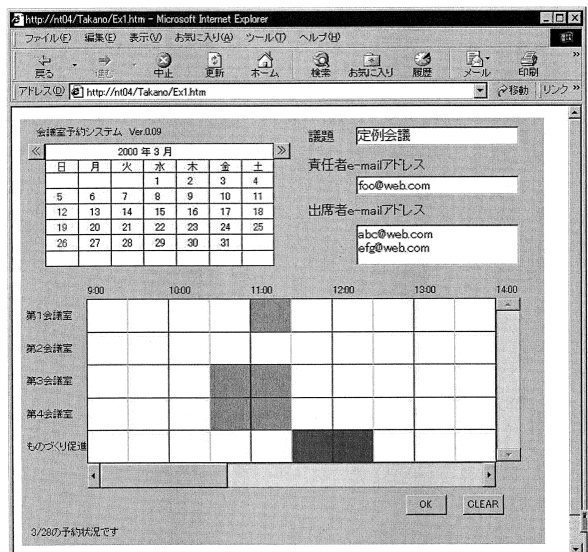 http://nt04/Takano/Ex1.htm - Microsoft Internet Explorer
ファイル(F) 編集(E) 表示(V) お気に入り(A) ツール(T) ヘルプ(H)
戻る 進む 中止 更新 ホーム 検索 お気に入り 履歴 メール 印刷 »
アドレス(D) http://nt04/Takano/Ex1.htm 移動 リンク »
会議室予約システム Ver.0.09
« 2000 年 3 月 »
日 月 火 水 木 金 土
1 2 3 4
5 6 7 8 9 10 11
12 13 14 15 16 17 18
19 20 21 22 23 24 25
26 27 28 29 30 31
議題 定例会議
責任者e-mailアドレス
foo@web.com
出席者e-mailアドレス
abc@web.com
efg@web.com
9:00 10:00 11:00 12:00 13:00 14:00
第1会議室
第2会議室
第3会議室
第4会議室
ものづくり促進
OK CLEAR
3/28の予約状況です